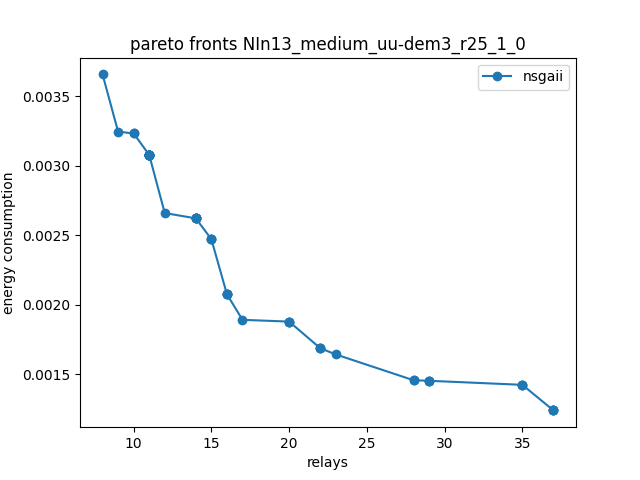 pareto fronts NIn13_medium_uu-dem3_r25_1_0
nsgaii
energy consumption
0.0035
0.0030
0.0025
0.0020
0.0015
10 15 20 25 30 35
relays